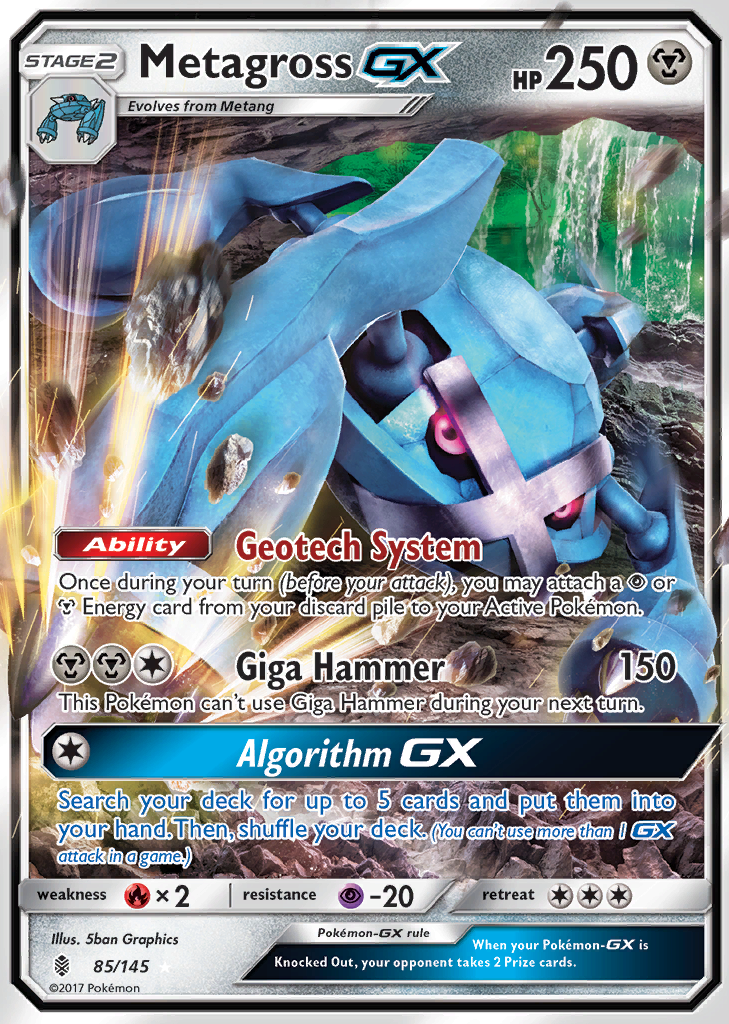 STAGE2
Metagross GX
HP 250
Evolves from Metang
Ability
Geotech System
Once during your turn (before your attack), you may attach a or
Energy card from your discard pile to your Active Pokémon.
Giga Hammer 150
This Pokémon can't use Giga Hammer during your next turn.
Algorithm GX
Search your deck for up to 5 cards and put them into
your hand. Then, shuffle your deck. (You can't use more than 1 GX
attack in a game.)
weakness × 2 resistance –20 retreat
Illus. 5ban Graphics
85/145
©2017 Pokémon
Pokémon-GX rule
When your Pokémon-GX is
Knocked Out, your opponent takes 2 Prize cards.